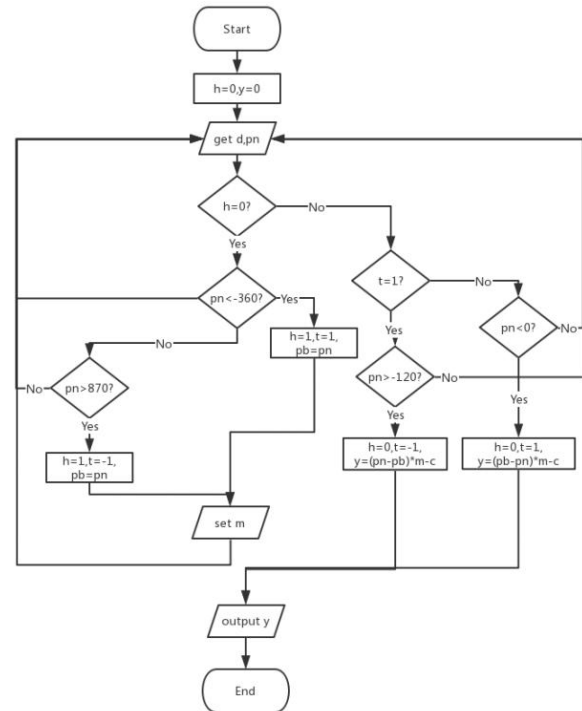 Start
h=0,y=0
get d,pn
h=0?
No
Yes
pn<-360?
Yes
t=1?
No
Yes
pn<0?
No
h=1,t=1,
pb=pn
No
pn>870?
No
Yes
pn>-120?
No
Yes
Yes
h=1,t=-1,
pb=pn
h=0,t=-1,
y=(pn-pb)*m-c
h=0,t=1,
y=(pb-pn)*m-c
set m
output y
End